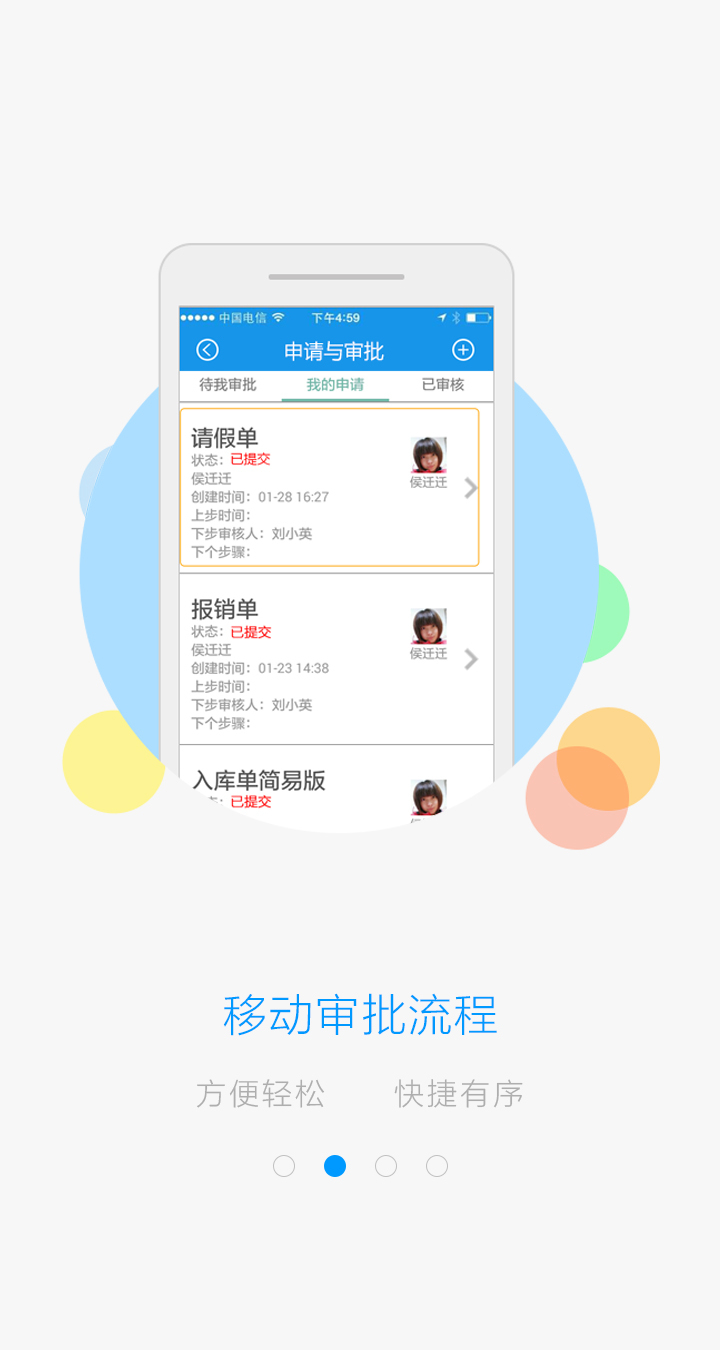 中国电信 下午4:59
申请与审批
待我审批 我的申请 已审核
请假单
状态：已提交
侯迁迁
侯迁迁
创建时间：01-28 16:27
上步时间：
下步审核人：刘小英
下个步骤：
报销单
状态：已提交
侯迁迁
侯迁迁
创建时间：01-23 14:38
上步时间：
下步审核人：刘小英
下个步骤：
入库单简易版
已提交
移动审批流程
方便轻松 快捷有序